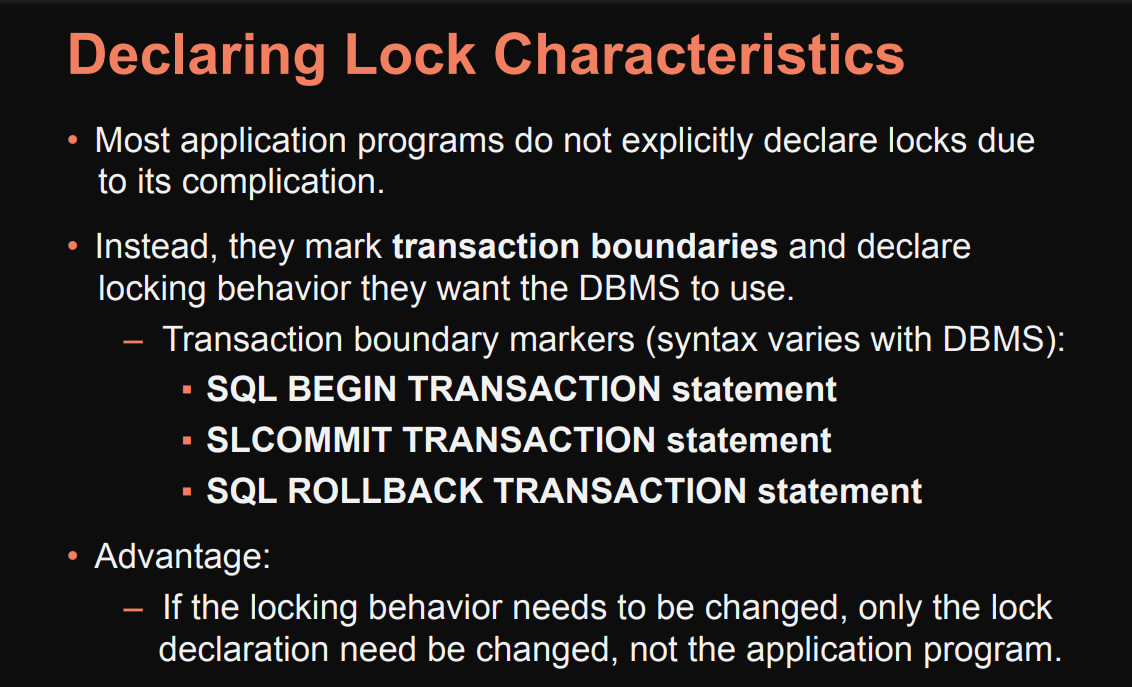 Declaring Lock Characteristics
• Most application programs do not explicitly declare locks due
to its complication.
• Instead, they mark transaction boundaries and declare
locking behavior they want the DBMS to use.
– Transaction boundary markers (syntax varies with DBMS):
▪ SQL BEGIN TRANSACTION statement
▪ SLCOMMIT TRANSACTION statement
▪ SQL ROLLBACK TRANSACTION statement
• Advantage:
– If the locking behavior needs to be changed, only the lock
declaration need be changed, not the application program.